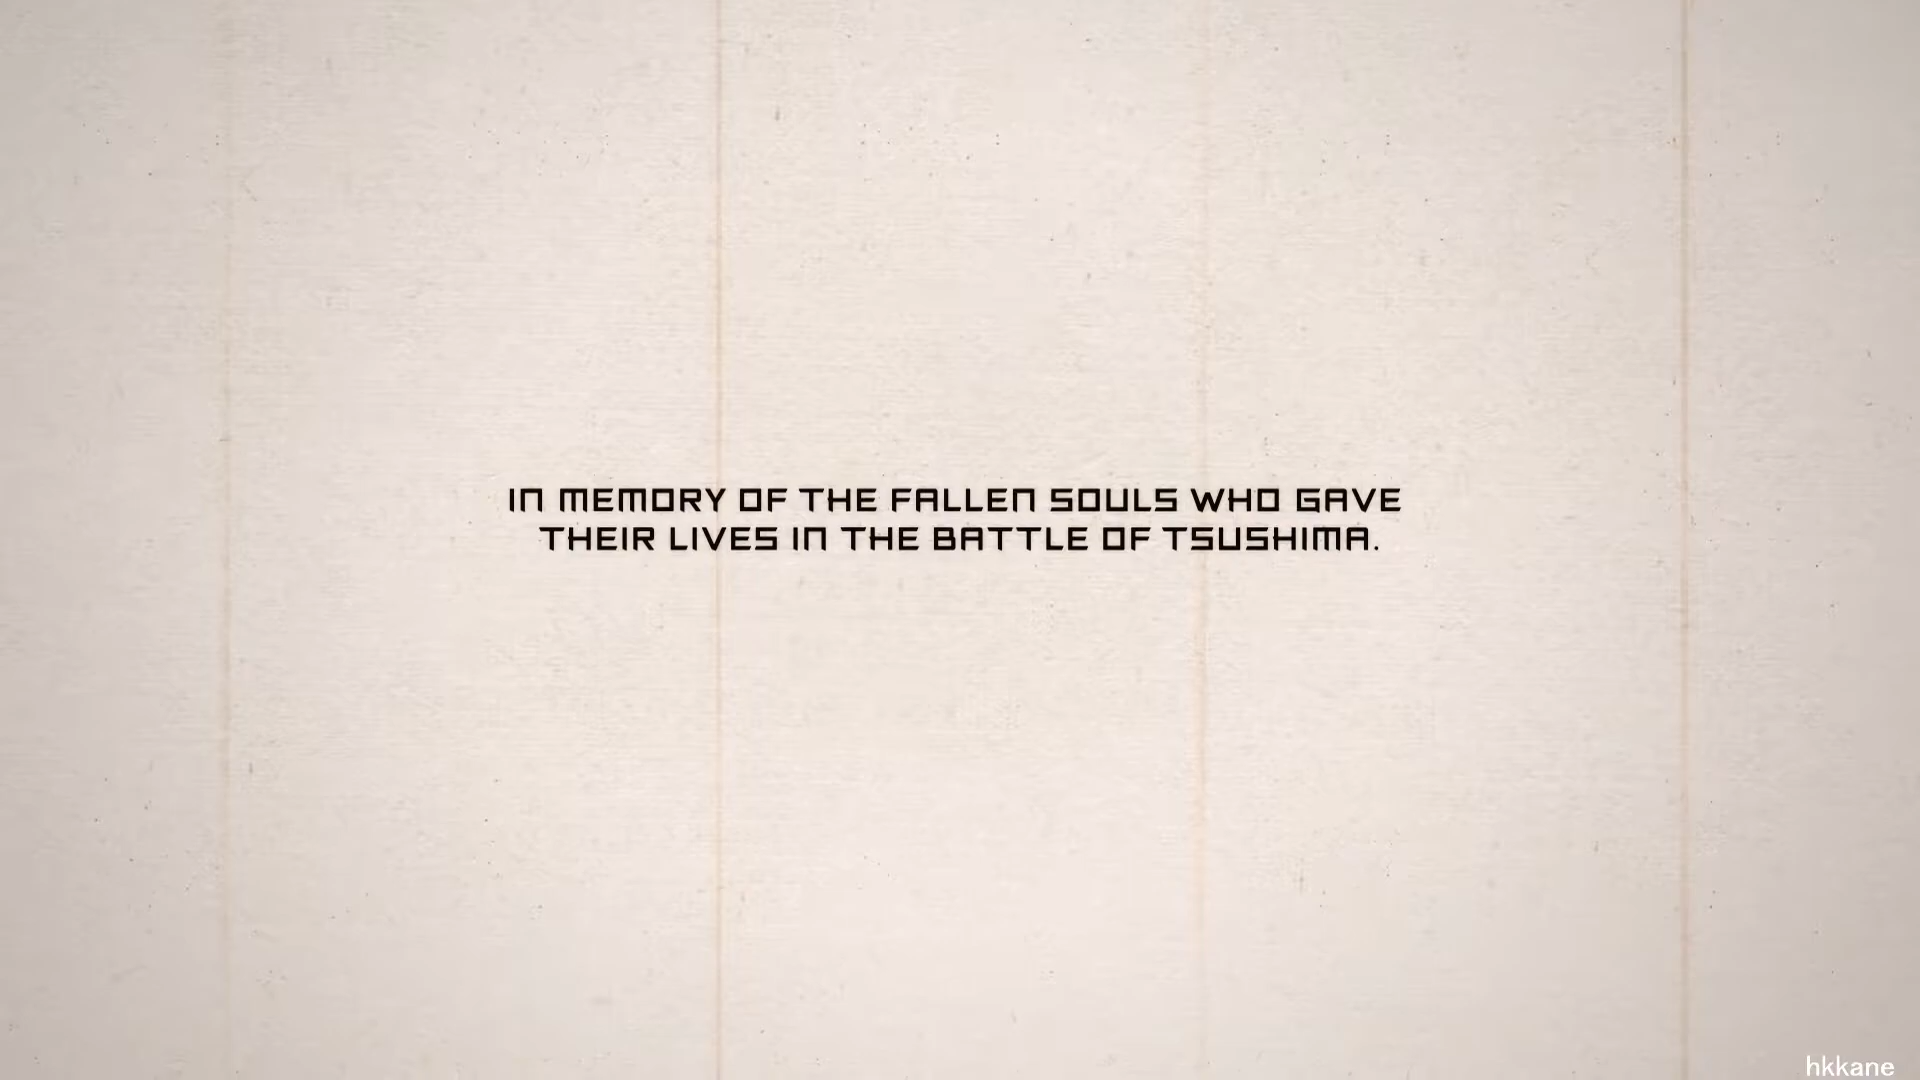 IN MEMORY OF THE FALLEN SOULS WHO GAVE
THEIR LIVES IN THE BATTLE OF TSUSHIMA.
hkkane